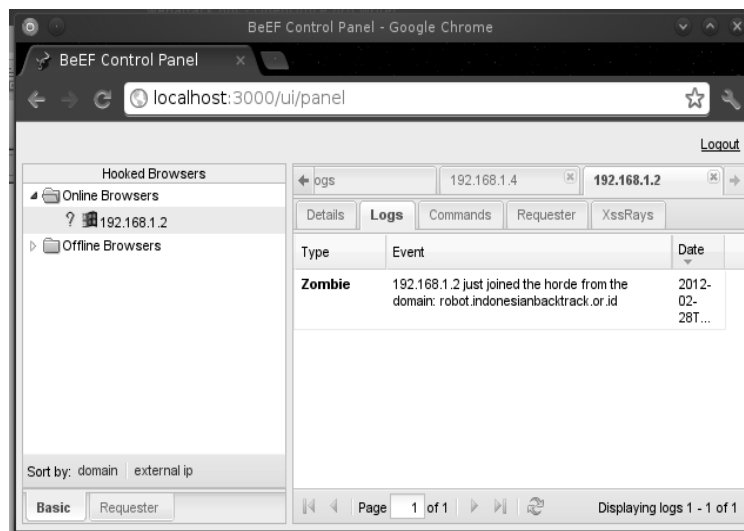 BeEF Control Panel - Google Chrome
BeEF Control Panel
localhost:3000/ui/panel
Logout
Hooked Browsers
Online Browsers
? 192.168.1.2
Offline Browsers
Sort by: domain external ip
Basic Requester
ogs 192.168.1.4 192.168.1.2
Details Logs Commands Requester XssRays
Type Event Date
Zombie 192.168.1.2 just joined the horde from the 2012-
domain: robot.indonesianbacktrack.or.id 02-
28T...
Page 1 of 1 Displaying logs 1 - 1 of 1